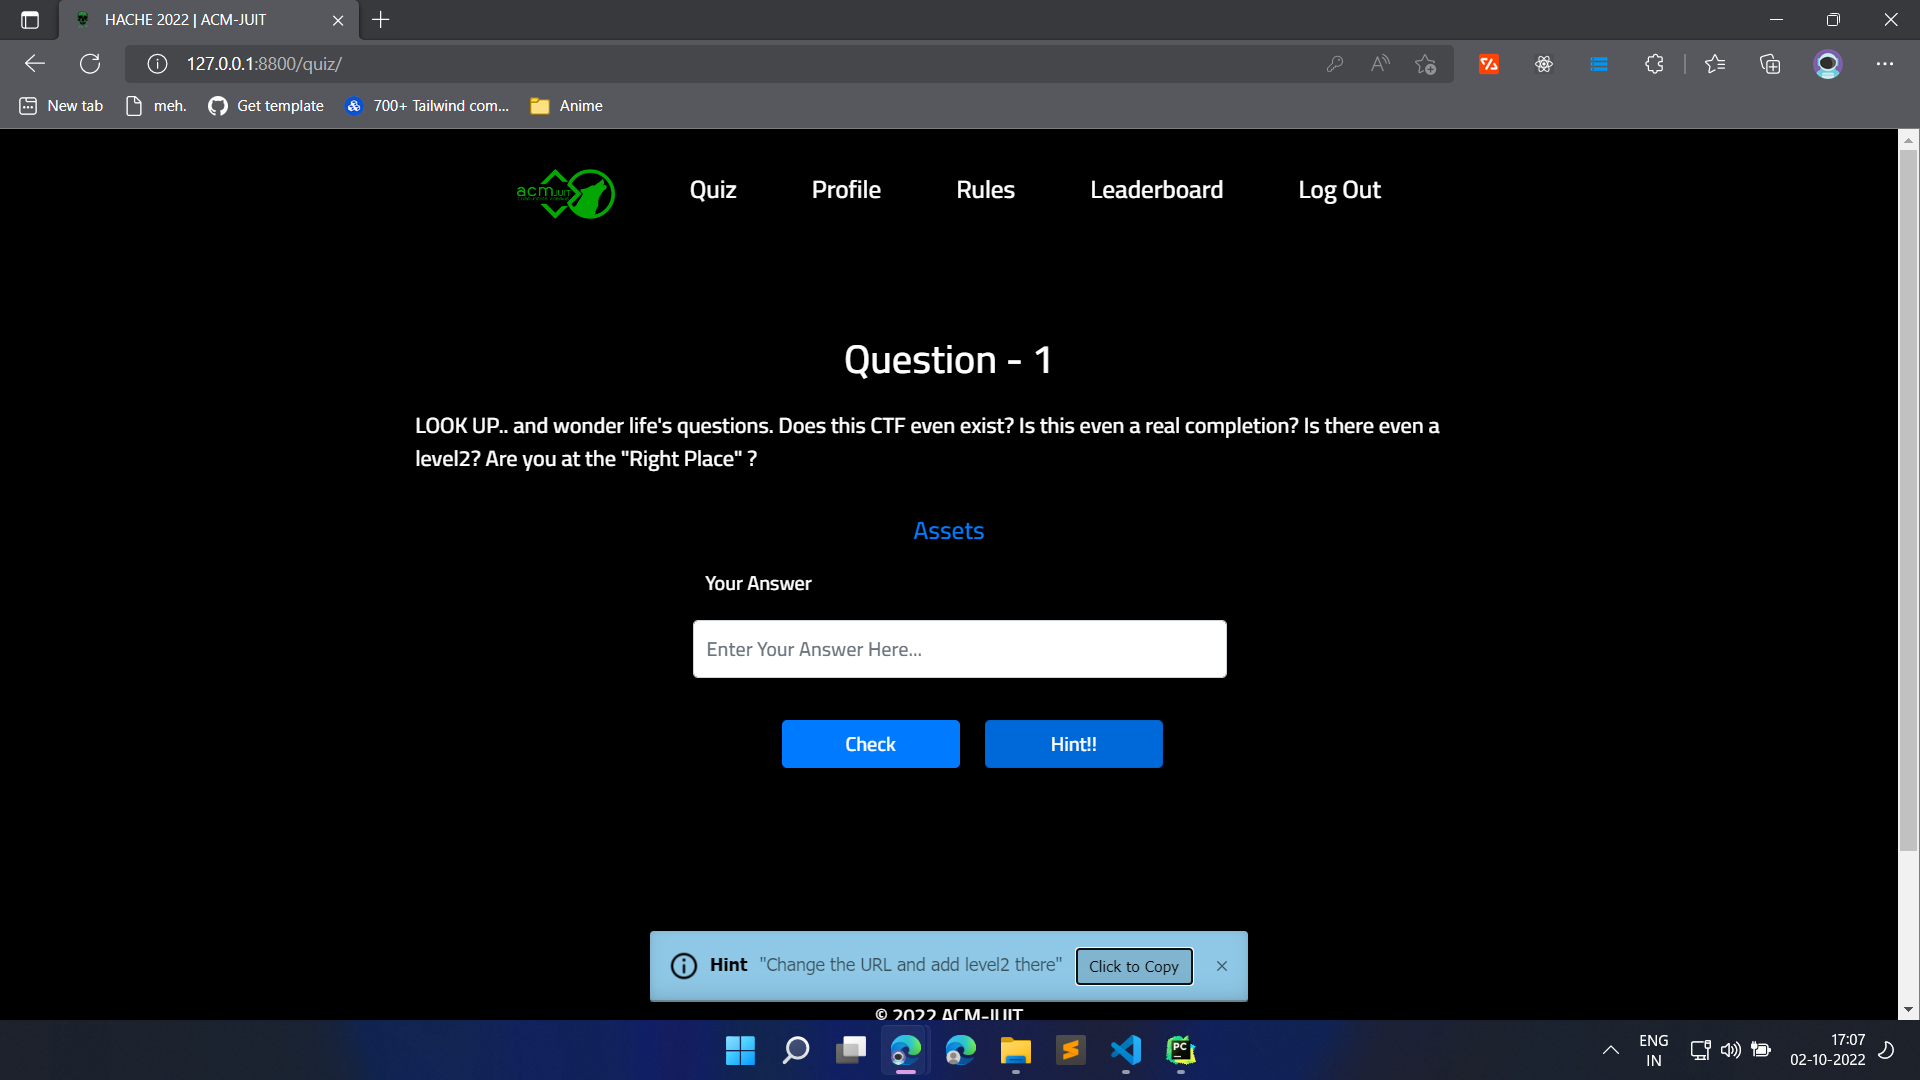 HACHE 2022 | ACM-JUIT
127.0.0.1:8800/quiz/
New tab
meh.
Get template
700+ Tailwind com...
Anime
acm JUIT
Quiz
Profile
Rules
Leaderboard
Log Out
Question - 1
LOOK UP.. and wonder life's questions. Does this CTF even exist? Is this even a real completion? Is there even a
level2? Are you at the "Right Place" ?
Assets
Your Answer
Enter Your Answer Here...
Check
Hint!!
Hint "Change the URL and add level2 there"
Click to Copy
© 2022 ACM-JUIT
PC
ENG
IN
17:07
02-10-2022